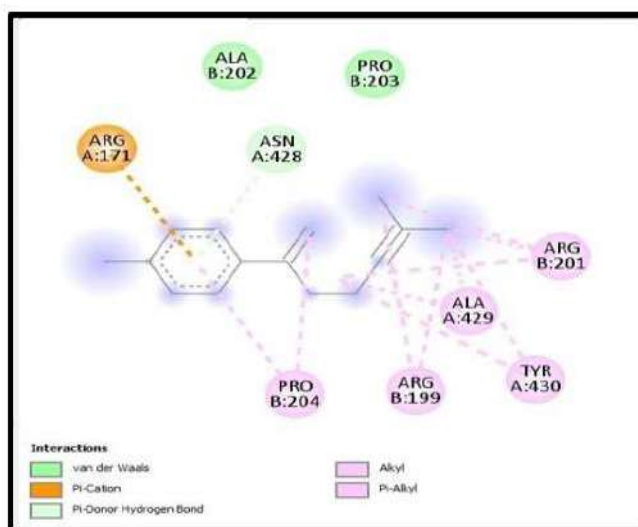 ALA
B:202
PRO
B:203
ARG
A:171
ASN
A:428
ARG
B:201
ALA
A:429
TYR
A:430
PRO
B:204
ARG
B:199
Interactions
van der Waals
Pi-Cation
Pi-Donor Hydrogen Bond
Alkyl
Pi-Alkyl